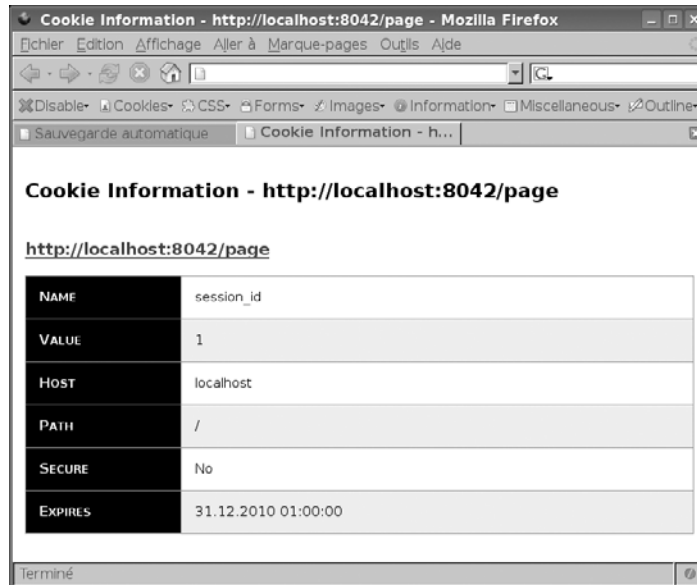 Cookie Information - http://localhost:8042/page - Mozilla Firefox
Fichier Edition Affichage Aller à Marque-pages Outils Aide
G
Disable Cookies CSS Forms Images Information Miscellaneous Outline
Sauvegarde automatique Cookie Information - h...
Cookie Information - http://localhost:8042/page
http://localhost:8042/page
NAME session_id
VALUE 1
HOST localhost
PATH /
SECURE No
EXPIRES 31.12.2010 01:00:00
Terminé